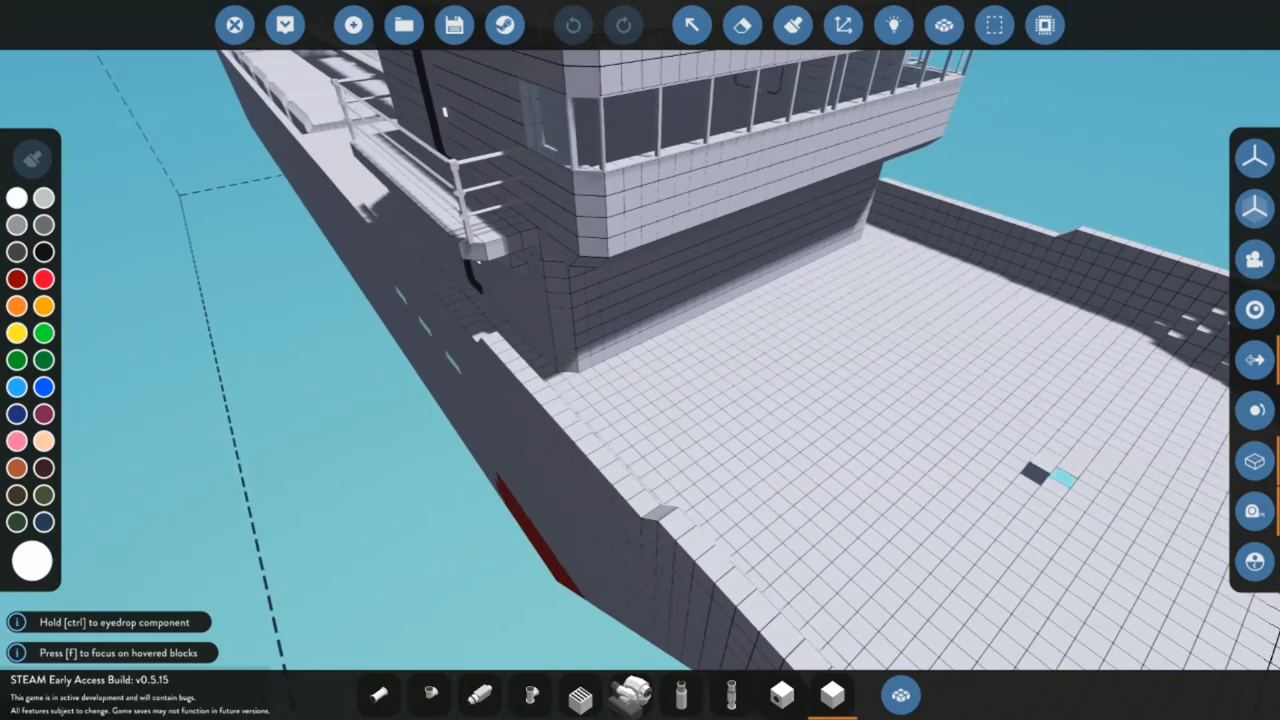 Hold [ctrl] to eyedrop component
Press [f] to focus on hovered blocks
STEAM Early Access Build: v0.5.15
This game is in active development and will contain bugs.
All features subject to change. Game saves may not function in future versions.